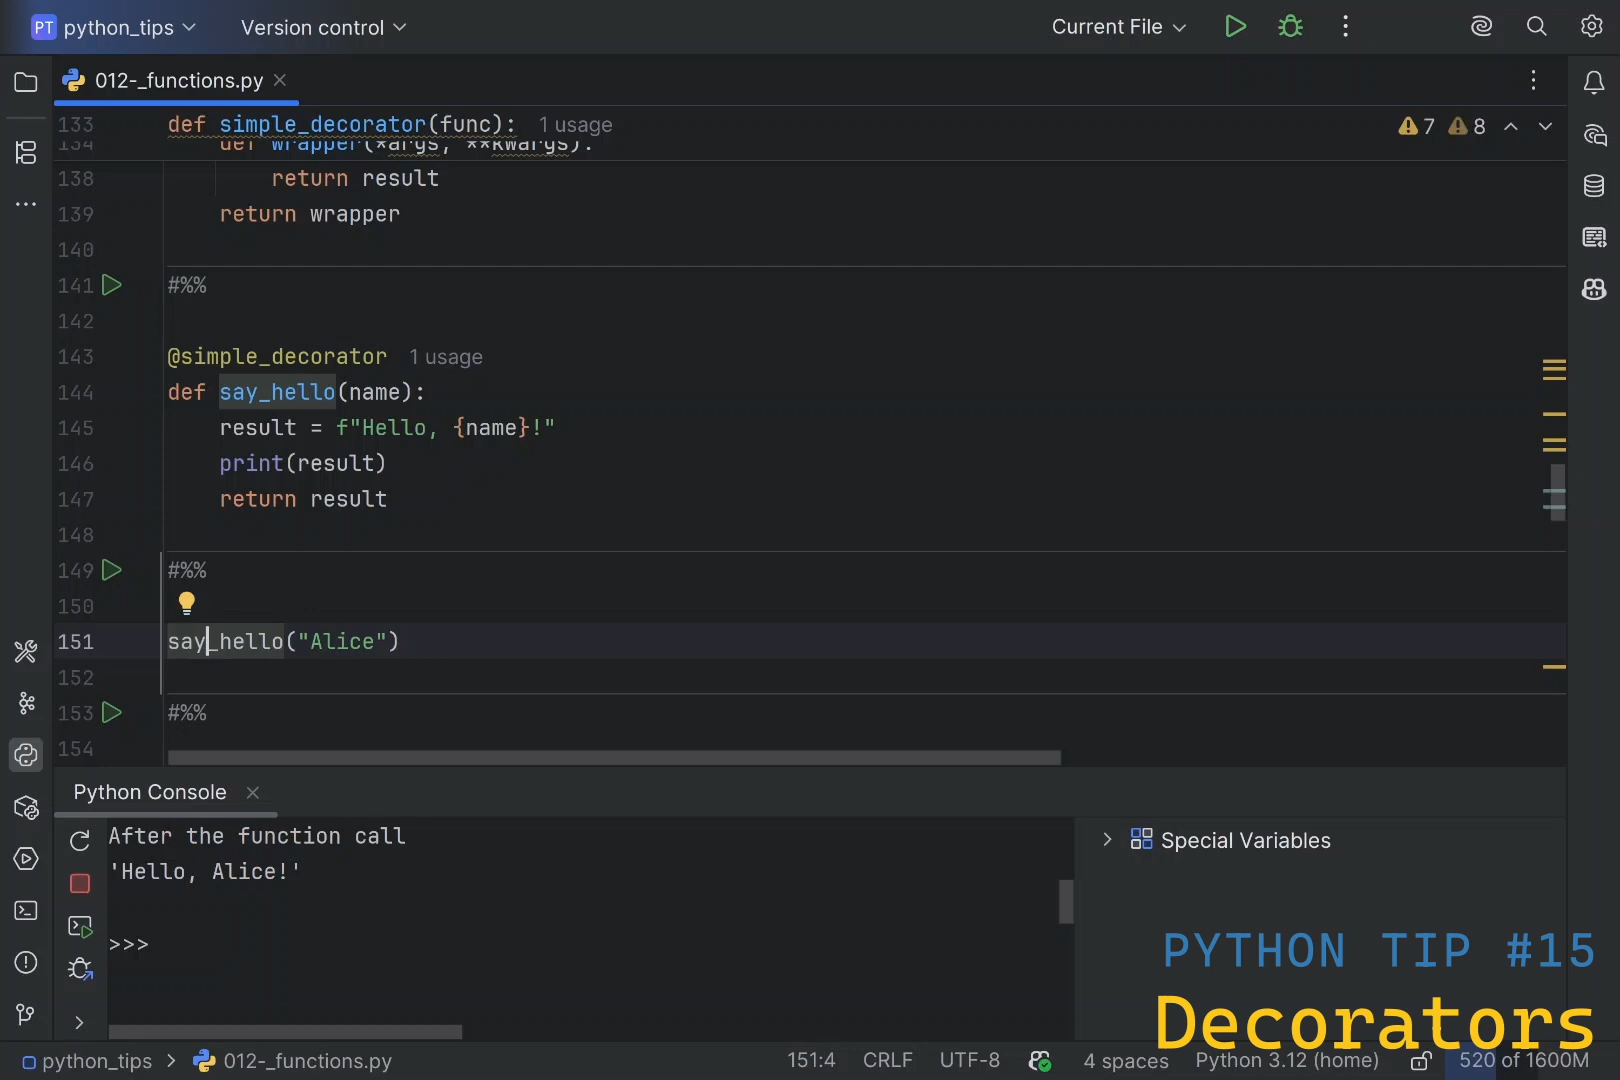 PT python_tips
Version control
Current File
012-_functions.py
133 def simple_decorator(func): 1 usage
7 8
134 def wrapper(*args, **kwargs):
138 return result
139 return wrapper
140
141 #%%
142
143 @simple_decorator 1 usage
144 def say_hello(name):
145 result = f"Hello, {name}!"
146 print(result)
147 return result
148
149 #%%
150
151 say_hello("Alice")
152
153 #%%
154
Python Console
After the function call
'Hello, Alice!'
>>>
Special Variables
PYTHON TIP #15
Decorators
python_tips > 012-_functions.py
151:4 CRLF UTF-8 4 spaces Python 3.12 (home) 520 of 1600M